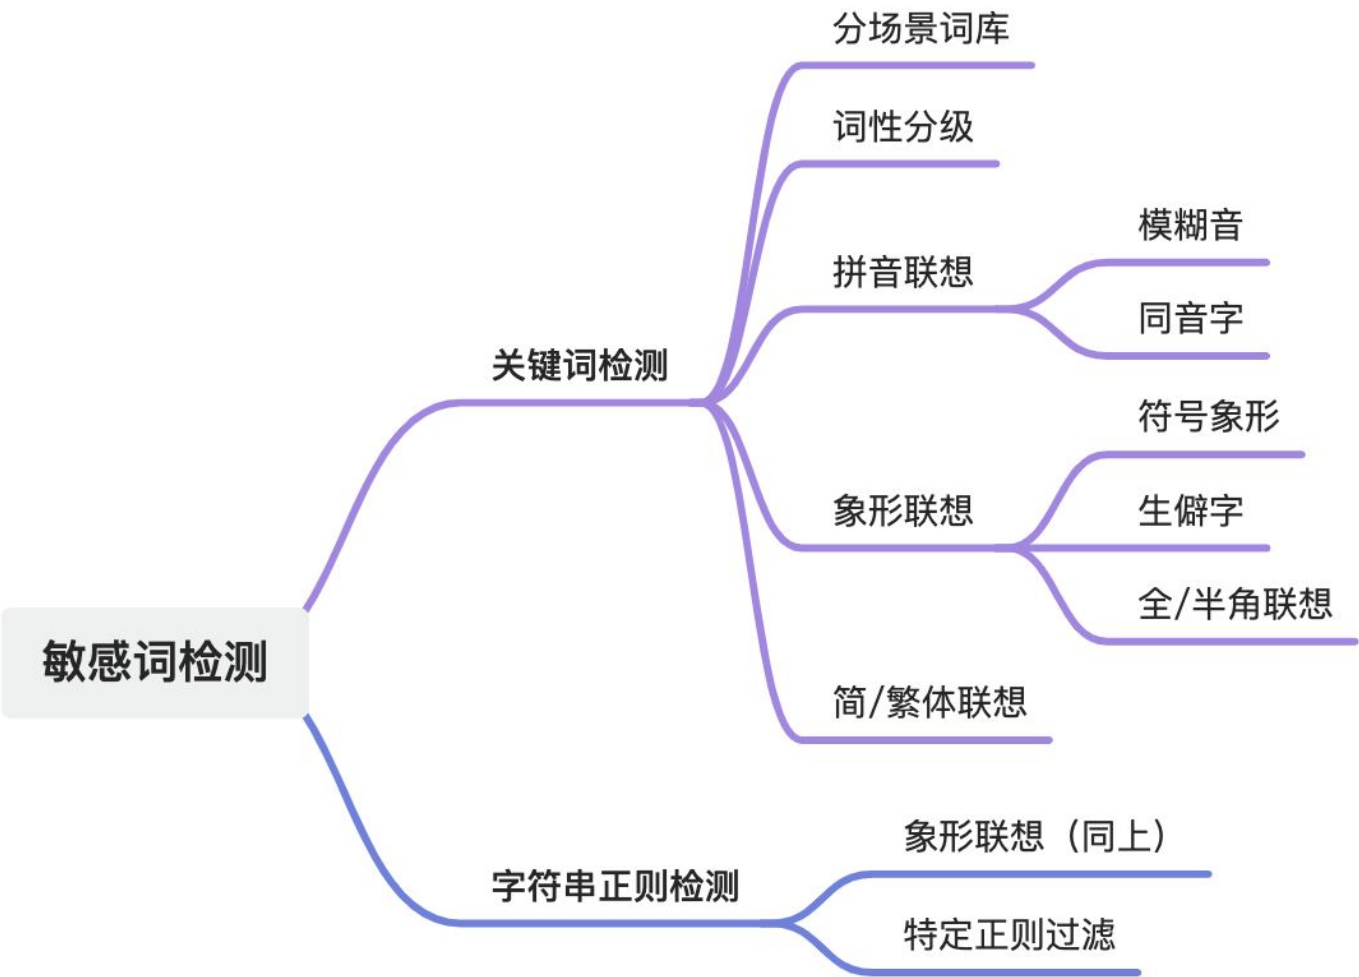 敏感词检测
关键词检测
分场景词库
词性分级
拼音联想
模糊音
同音字
象形联想
符号象形
生僻字
全/半角联想
简/繁体联想
字符串正则检测
象形联想（同上）
特定正则过滤